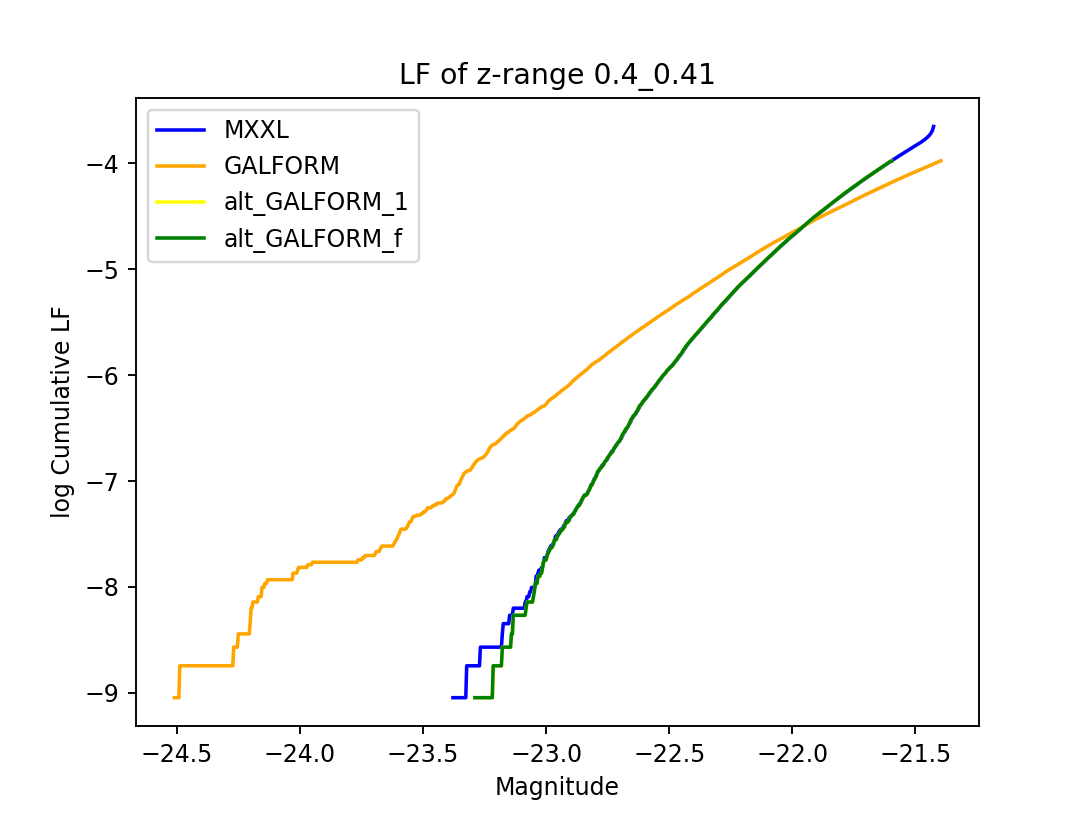 LF of z-range 0.4_0.41
MXXL
GALFORM
alt_GALFORM_1
alt_GALFORM_f
log Cumulative LF
−4
−5
−6
−7
−8
−9
−24.5 −24.0 −23.5 −23.0 −22.5 −22.0 −21.5
Magnitude